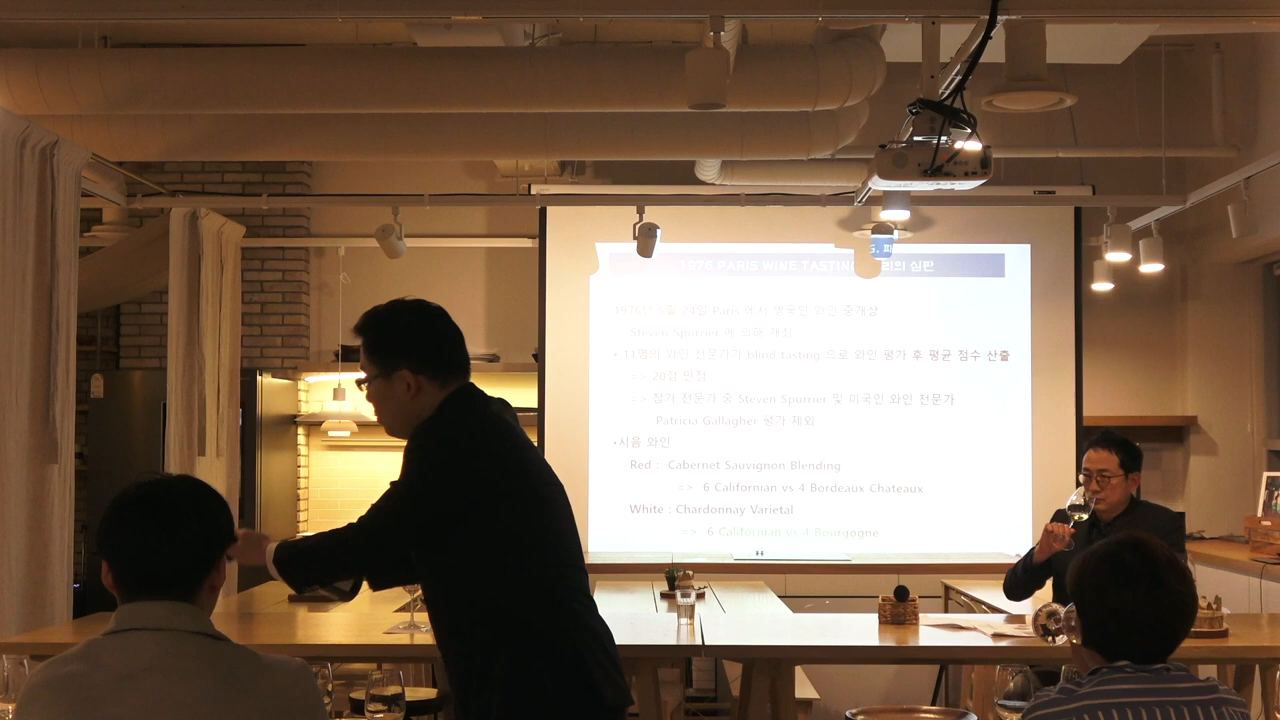 G. 파
1976 PARIS WINE TASTING 리의 심판
1976년 5월 24일 Paris 에서 영국인 와인 중개상
Steven Spurrier 에 의해 개최
• 11명의 와인 전문가가 blind tasting 으로 와인 평가 후 평균 점수 산출
=> 20점 만점
=> 참가 전문가 중 Steven Spurrier 및 미국인 와인 전문가
Patricia Gallagher 평가 제외
•시음 와인
Red : Cabernet Sauvignon Blending
=> 6 Californian vs 4 Bordeaux Chateaux
White : Chardonnay Varietal
=> 6 Californian vs 4 Bourgogne